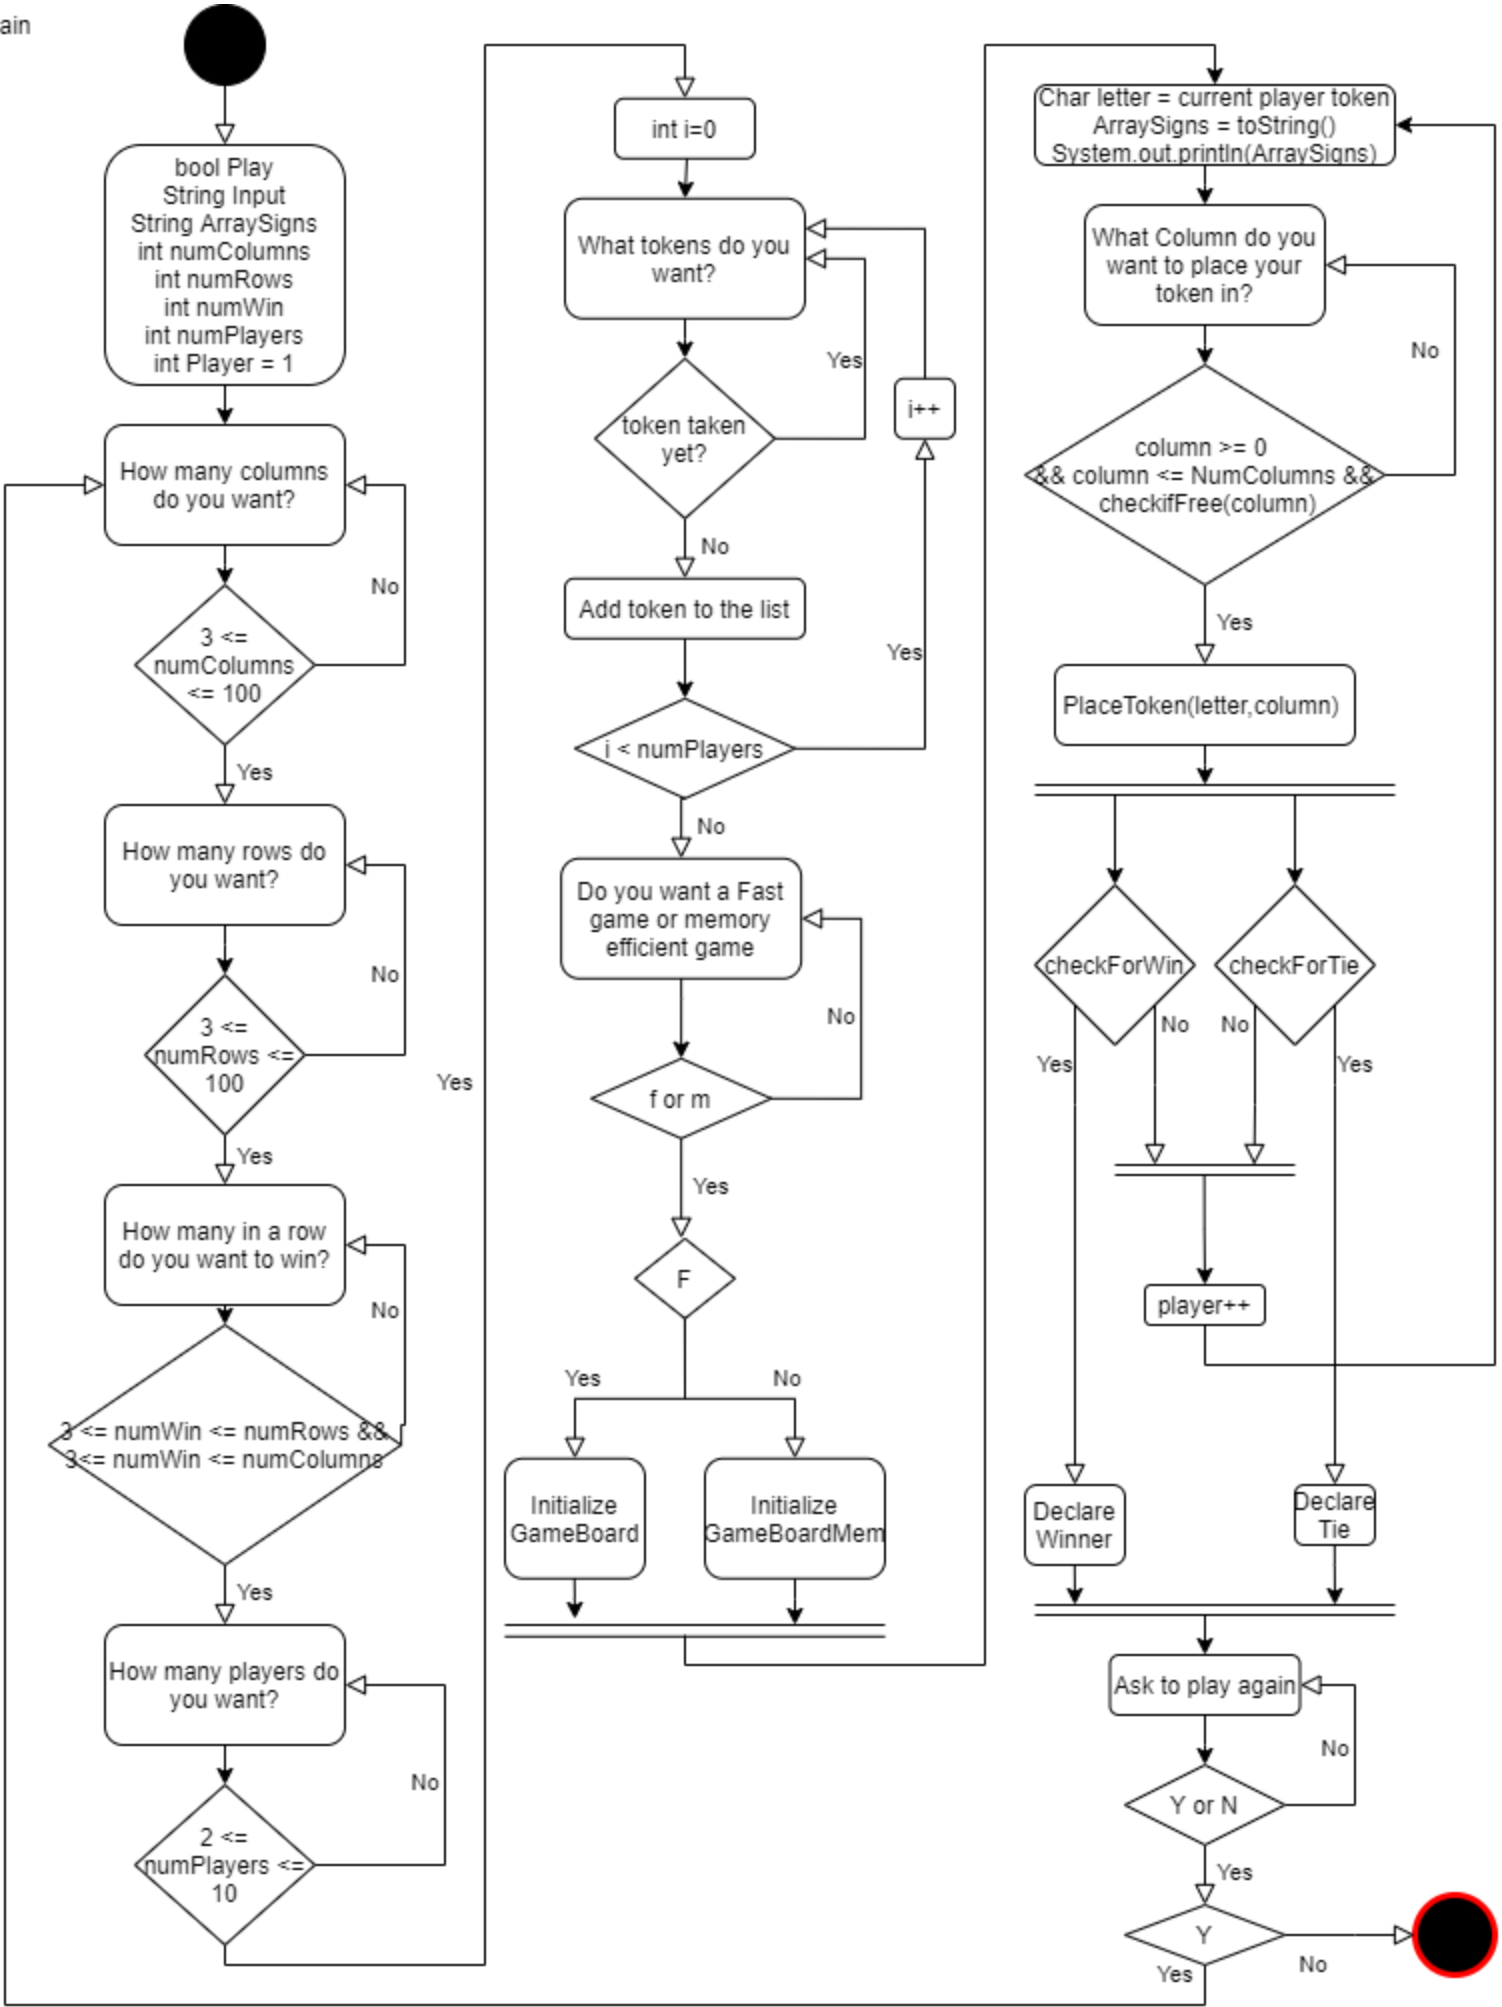 ain
bool Play
String Input
String ArraySigns
int numColumns
int numRows
int numWin
int numPlayers
int Player = 1
How many columns
do you want?
No
3 <=
numColumns
<= 100
Yes
How many rows do
you want?
No
3 <=
numRows <=
100
Yes
How many in a row
do you want to win?
No
3 <= numWin <= numRows &&
3<= numWin <= numColumns
Yes
How many players do
you want?
No
2 <=
numPlayers <=
10
Yes
int i=0
What tokens do you
want?
Yes
i++
token taken
yet?
No
Add token to the list
Yes
i < numPlayers
No
Do you want a Fast
game or memory
efficient game
No
f or m
Yes
F
Yes
No
Initialize
GameBoard
Initialize
GameBoardMem
Char letter = current player token
ArraySigns = toString()
System.out.println(ArraySigns)
What Column do you
want to place your
token in?
No
column >= 0
&& column <= NumColumns &&
checkifFree(column)
Yes
PlaceToken(letter,column)
checkForWin
checkForTie
No
No
Yes
Yes
player++
Declare
Winner
Declare
Tie
Ask to play again
No
Y or N
Yes
Y
No
Yes